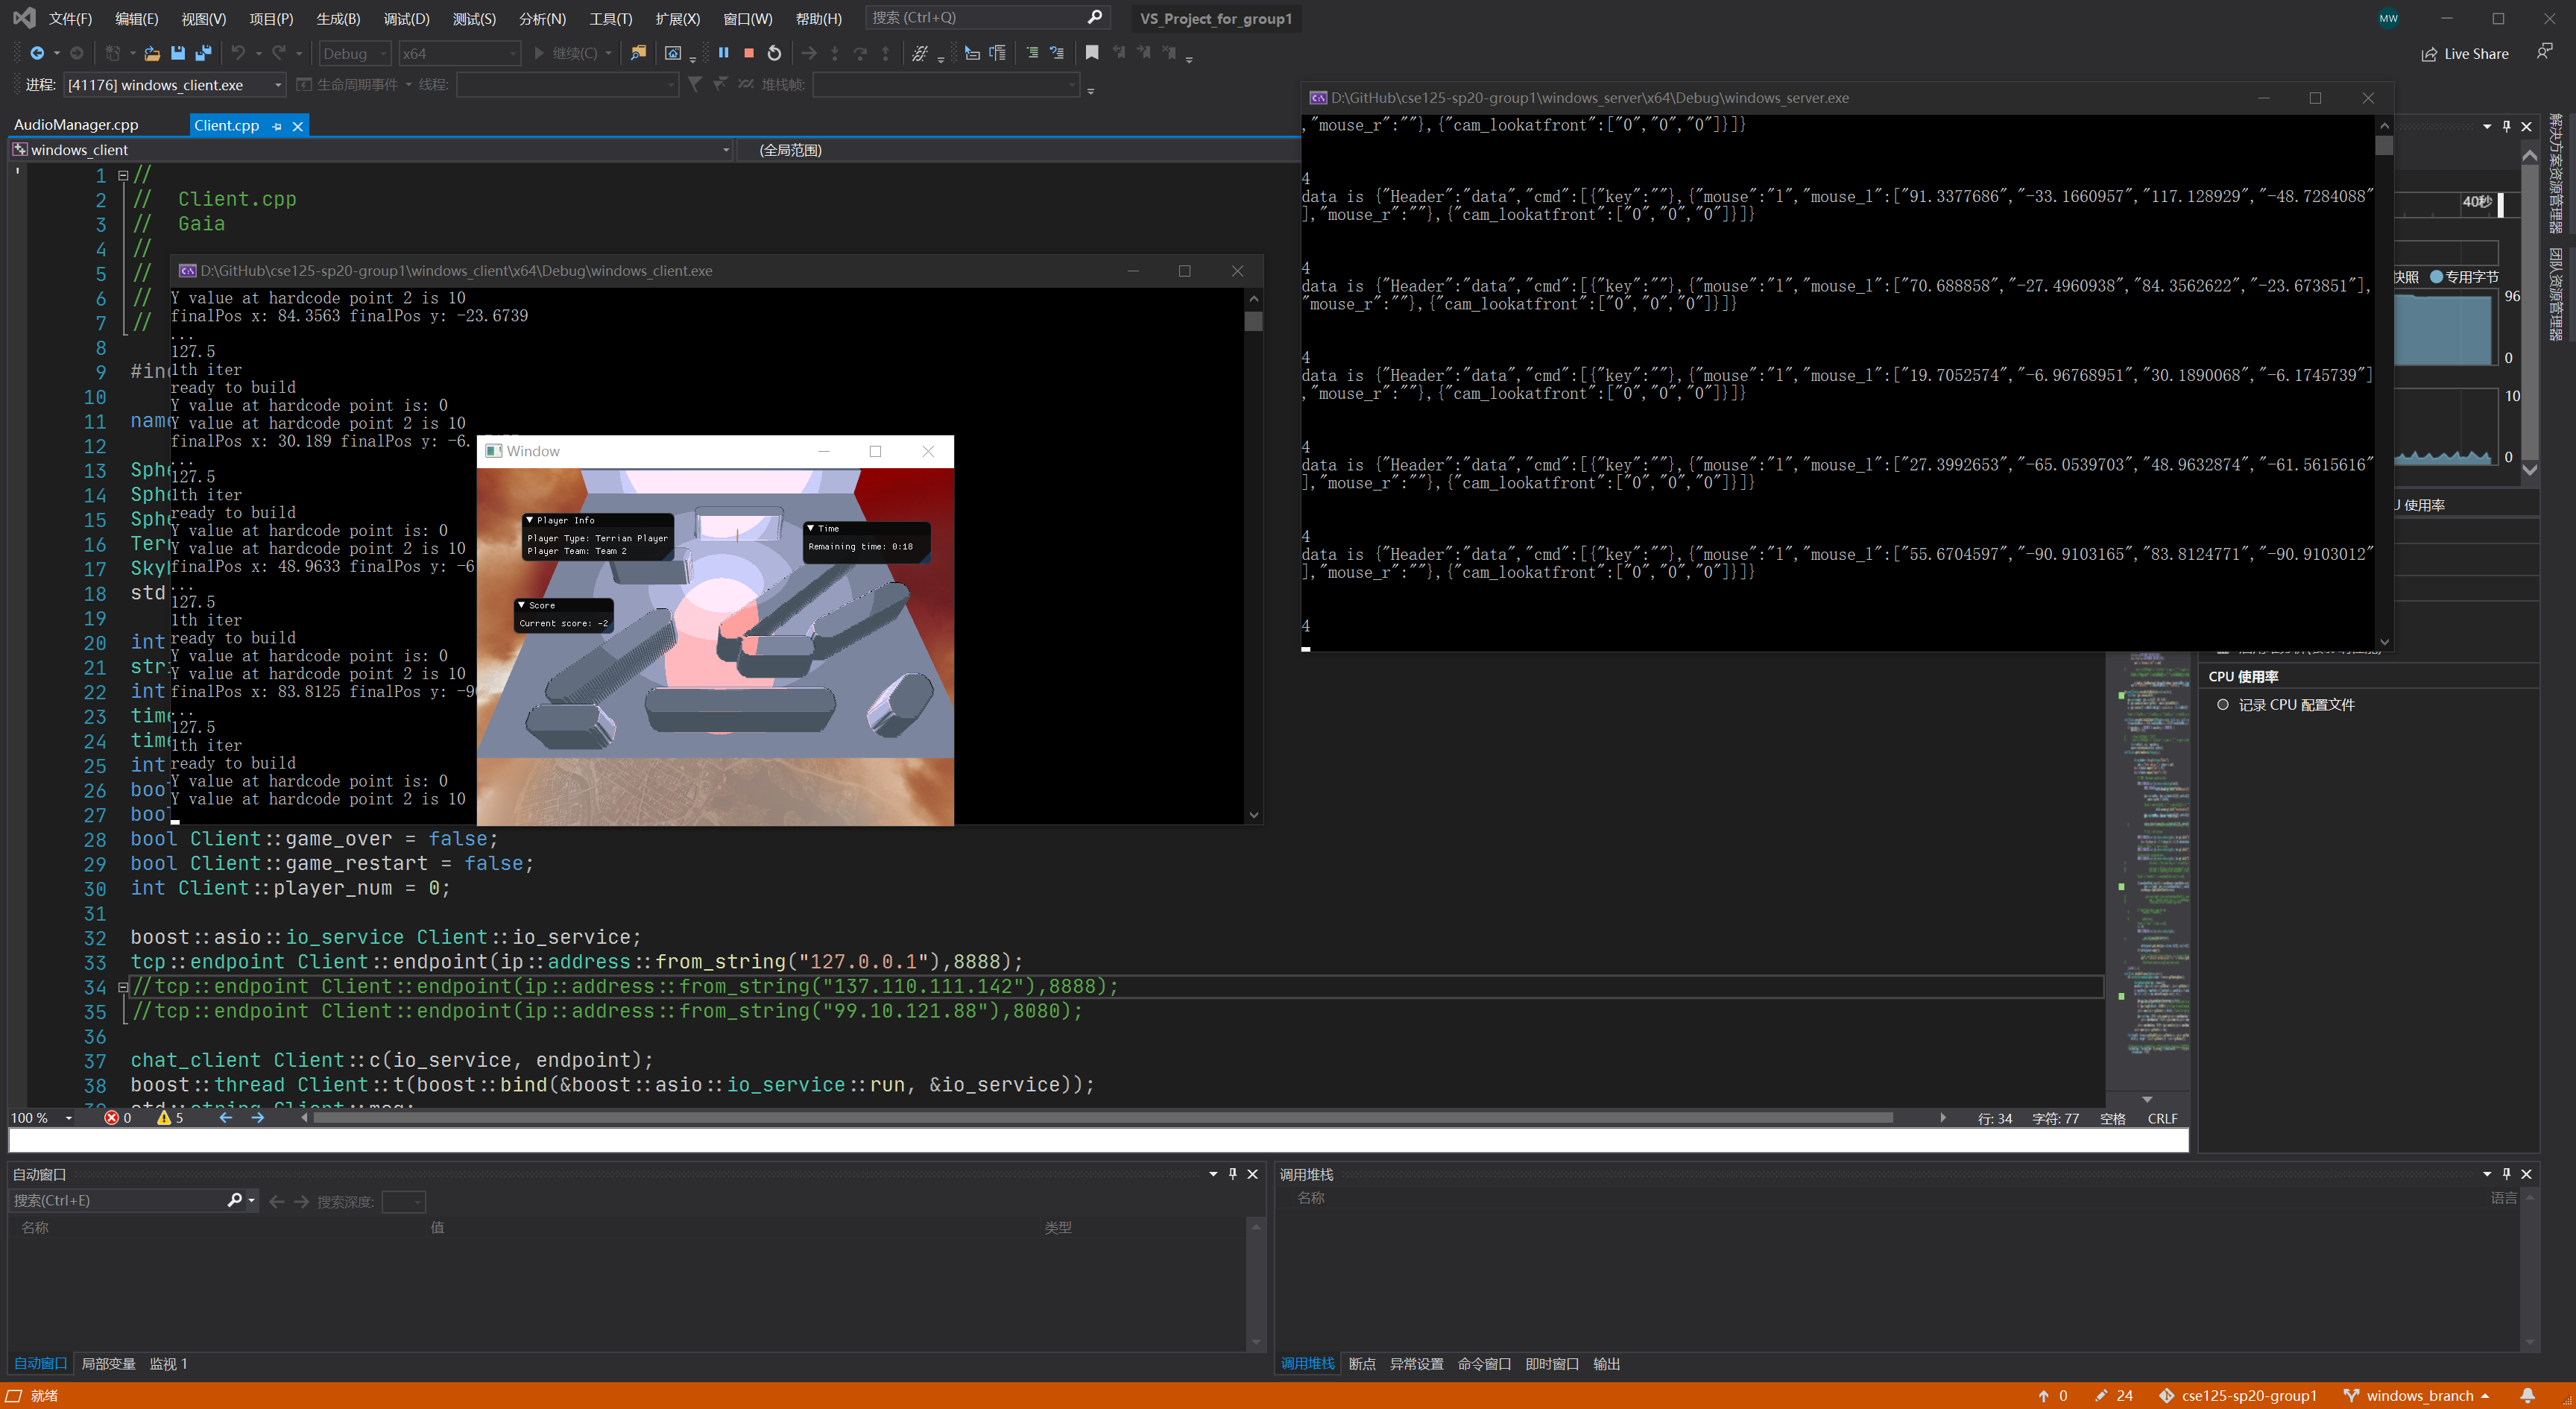 文件(F) 编辑(E) 视图(V) 项目(P) 生成(B) 调试(D) 测试(S) 分析(N) 工具(T) 扩展(X) 窗口(W) 帮助(H) 搜索 (Ctrl+Q) VS_Project_for_group1 MW
Debug x64 继续(C) Live Share
进程: [41176] windows_client.exe 生命周期事件 线程: 堆栈帧:
AudioManager.cpp Client.cpp
windows_client (全局范围)
1 //
2 // Client.cpp
3 // Gaia
4 //
5 //
6 //
7 //
8
9 #in
10
11 name
12
13 Sphe
14 Sphe
15 Sphe
16 Terr
17 Skyb
18 std
19
20 int
21 str
22 int
23 time
24 time
25 int
26 bool
27 bool
28 bool Client::game_over = false;
29 bool Client::game_restart = false;
30 int Client::player_num = 0;
31
32 boost::asio::io_service Client::io_service;
33 tcp::endpoint Client::endpoint(ip::address::from_string("127.0.0.1"),8888);
34 //tcp::endpoint Client::endpoint(ip::address::from_string("137.110.111.142"),8888);
35 //tcp::endpoint Client::endpoint(ip::address::from_string("99.10.121.88"),8080);
36
37 chat_client Client::c(io_service, endpoint);
38 boost::thread Client::t(boost::bind(&boost::asio::io_service::run, &io_service));
D:\GitHub\cse125-sp20-group1\windows_client\x64\Debug\windows_client.exe
Y value at hardcode point 2 is 10
finalPos x: 84.3563 finalPos y: -23.6739
...
127.5
1th iter
ready to build
Y value at hardcode point is: 0
Y value at hardcode point 2 is 10
finalPos x: 30.189 finalPos y: -6.
...
127.5
1th iter
ready to build
Y value at hardcode point is: 0
Y value at hardcode point 2 is 10
finalPos x: 48.9633 finalPos y: -6
...
127.5
1th iter
ready to build
Y value at hardcode point is: 0
Y value at hardcode point 2 is 10
finalPos x: 83.8125 finalPos y: -9
...
127.5
1th iter
ready to build
Y value at hardcode point is: 0
Y value at hardcode point 2 is 10
Window
Player Info
Player Type: Terrian Player
Player Team: Team 2
Time
Remaining time: 0:18
Score
Current score: -2
D:\GitHub\cse125-sp20-group1\windows_server\x64\Debug\windows_server.exe
,"mouse_r":""},{"cam_lookatfront":["0","0","0"]}]}
4
data is {"Header":"data","cmd":[{"key":""},{"mouse":"l","mouse_l":["91.3377686","-33.1660957","117.128929","-48.7284088"
],"mouse_r":""},{"cam_lookatfront":["0","0","0"]}]}
4
data is {"Header":"data","cmd":[{"key":""},{"mouse":"l","mouse_l":["70.688858","-27.4960938","84.3562622","-23.673851"],
"mouse_r":""},{"cam_lookatfront":["0","0","0"]}]}
4
data is {"Header":"data","cmd":[{"key":""},{"mouse":"l","mouse_l":["19.7052574","-6.96768951","30.1890068","-6.1745739"]
,"mouse_r":""},{"cam_lookatfront":["0","0","0"]}]}
4
data is {"Header":"data","cmd":[{"key":""},{"mouse":"l","mouse_l":["27.3992653","-65.0539703","48.9632874","-61.5615616"
],"mouse_r":""},{"cam_lookatfront":["0","0","0"]}]}
4
data is {"Header":"data","cmd":[{"key":""},{"mouse":"l","mouse_l":["55.6704597","-90.9103165","83.8124771","-90.9103012"
],"mouse_r":""},{"cam_lookatfront":["0","0","0"]}]}
4
40秒
快照 专用字节
96
0
10
0
使用率
CPU 使用率
记录 CPU 配置文件
解决方案资源管理器
团队资源管理器
100 % 0 5 行: 34 字符: 77 空格 CRLF
自动窗口
搜索(Ctrl+E) 搜索深度:
名称 值 类型
自动窗口 局部变量 监视 1
调用堆栈
名称 语言
调用堆栈 断点 异常设置 命令窗口 即时窗口 输出
就绪 0 24 cse125-sp20-group1 windows_branch